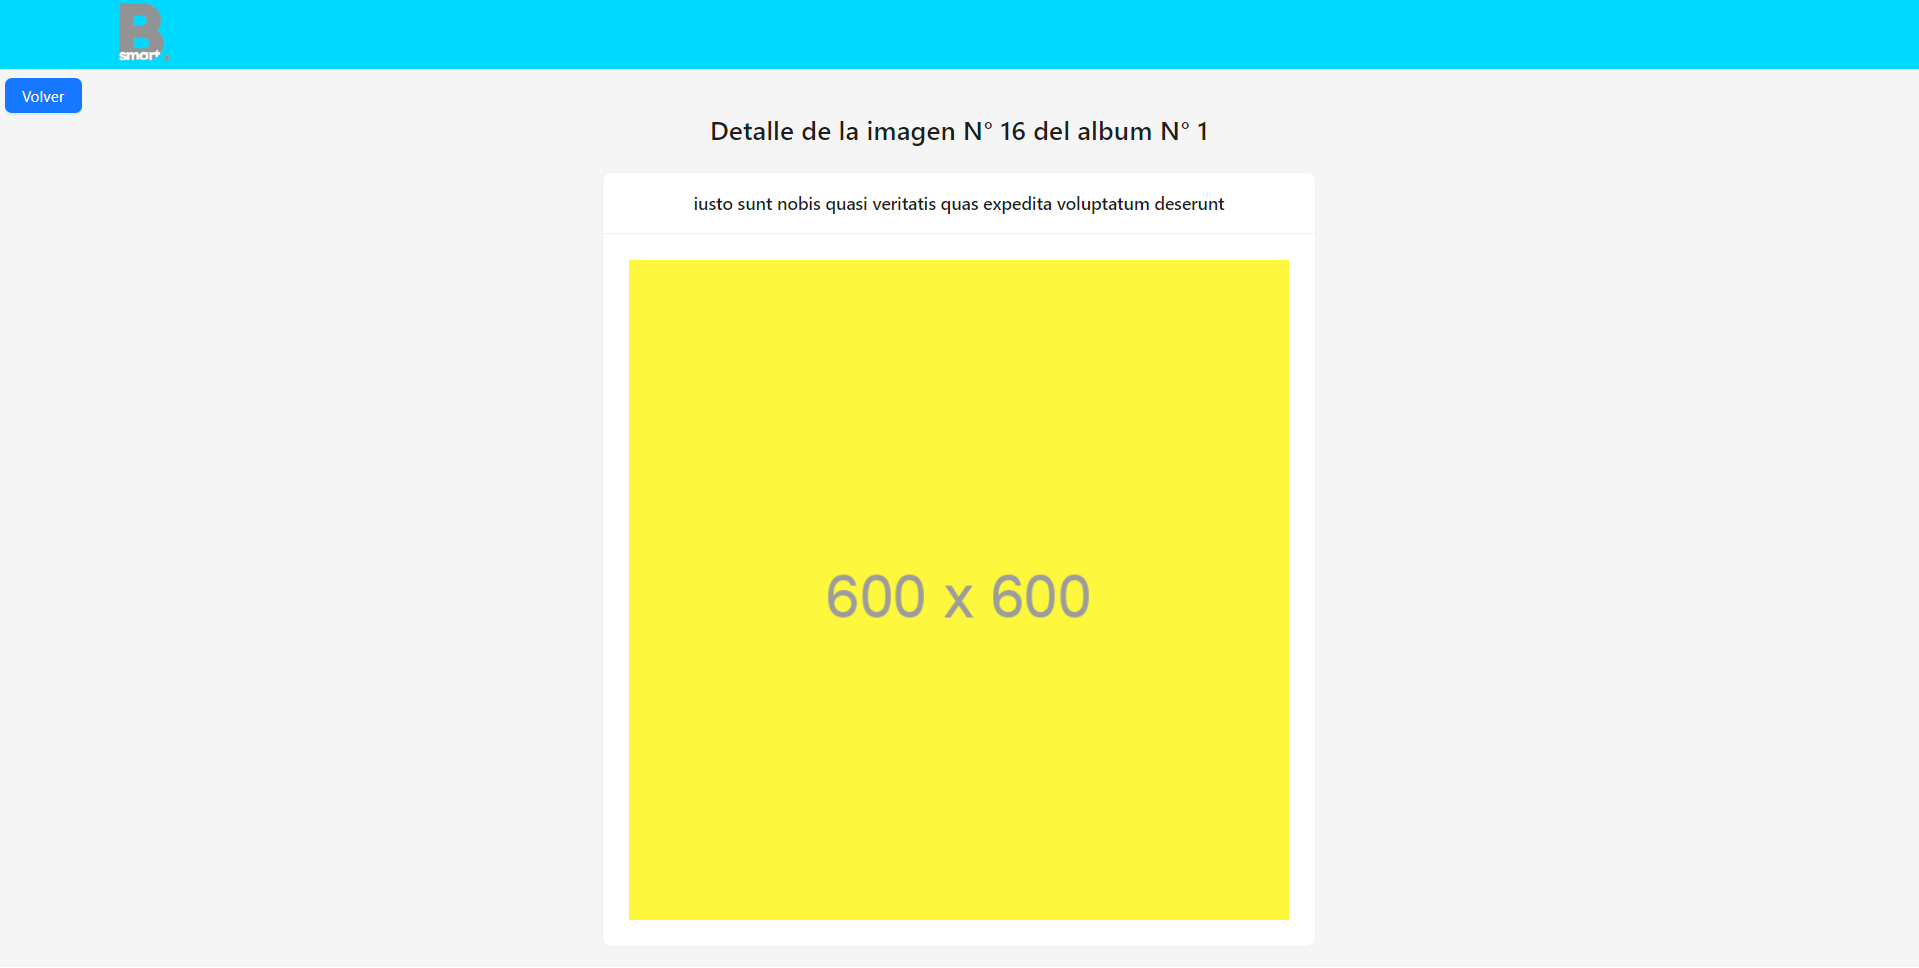 B
smart
Volver
Detalle de la imagen N° 16 del album N° 1
iusto sunt nobis quasi veritatis quas expedita voluptatum deserunt
600 x 600